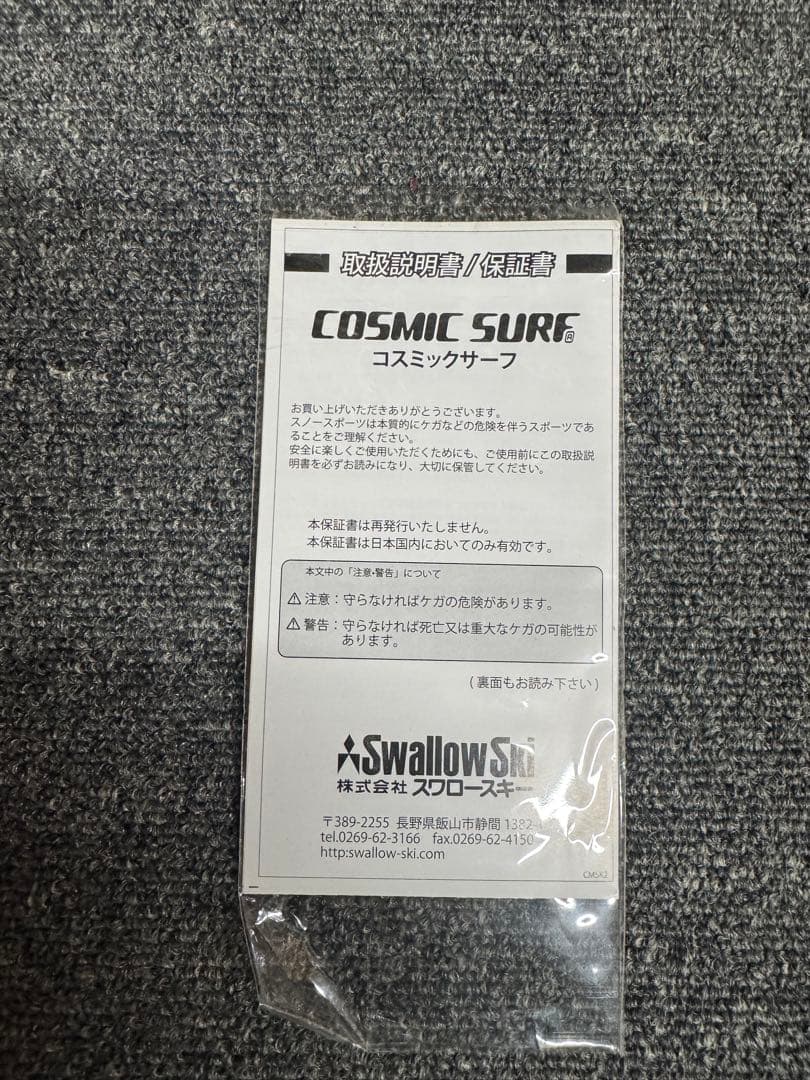 取扱説明書/保証書
COSMIC SURF®
コスミックサーフ
お買い上げいただきありがとうございます。
スノースポーツは本質的にケガなどの危険を伴うスポーツであ
ることをご理解ください。
安全に楽しくご使用いただくためにも、ご使用前にこの取扱説
明書を必ずお読みになり、大切に保管してください。
本保証書は再発行いたしません。
本保証書は日本国内においてのみ有効です。
本文中の「注意・警告」について
⚠注意：守らなければケガの危険があります。
⚠警告：守らなければ死亡又は重大なケガの可能性が
あります。
(裏面もお読み下さい)
Swallow Ski
株式会社 スワロースキー
〒389-2255 長野県飯山市静間 1382-
tel.0269-62-3166 fax.0269-62-4150
http:swallow-ski.com